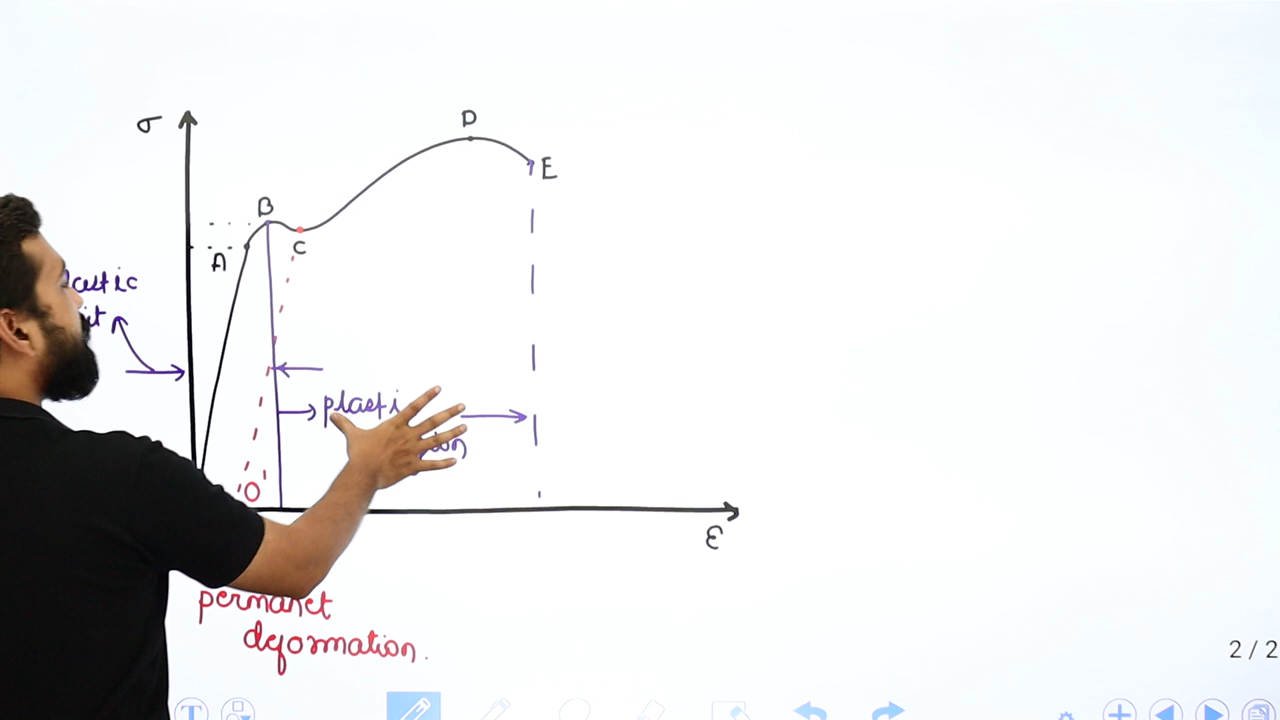 σ
D
E
B
C
A
O'
ε
permanet
deformation.
2 / 2
T